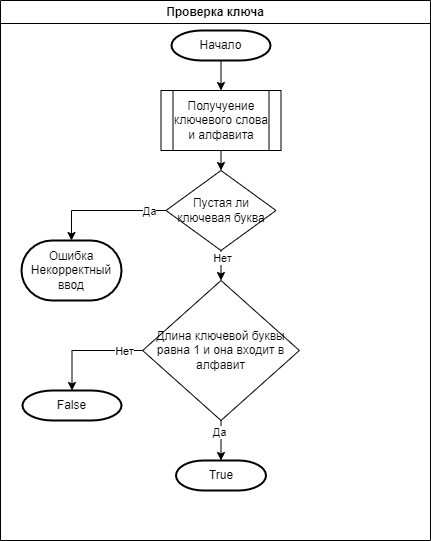 Проверка ключа
Начало
Получуение
ключевого слова
и алфавита
Пустая ли
ключевая буква
Да
Ошибка
Некорректный
ввод
Нет
Длина ключевой буквы
равна 1 и она входит в
алфавит
Нет
False
Да
True